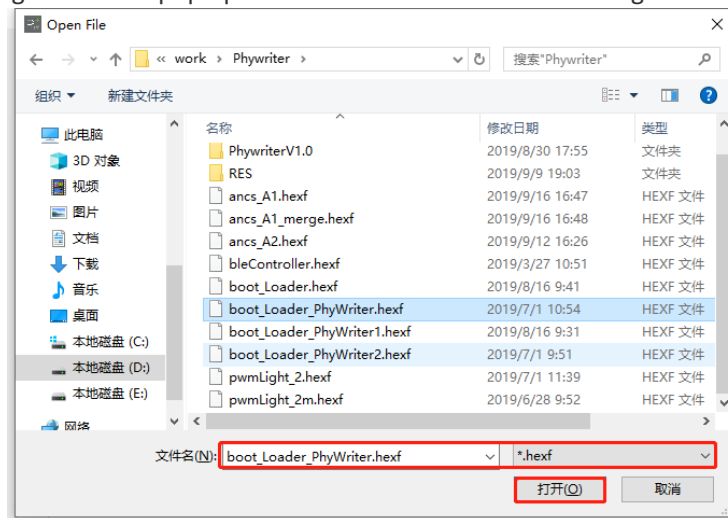 Open File
« work › Phywriter ›
搜索"Phywriter"
组织 新建文件夹
名称 修改日期 类型
此电脑
3D 对象
视频
图片
文档
下载
音乐
桌面
本地磁盘 (C:)
本地磁盘 (D:)
本地磁盘 (E:)
网络
PhywriterV1.0 2019/8/30 17:55 文件夹
RES 2019/9/9 19:03 文件夹
ancs_A1.hexf 2019/9/16 16:47 HEXF 文件
ancs_A1_merge.hexf 2019/9/16 16:48 HEXF 文件
ancs_A2.hexf 2019/9/12 16:26 HEXF 文件
bleController.hexf 2019/3/27 10:51 HEXF 文件
boot_Loader.hexf 2019/8/16 9:41 HEXF 文件
boot_Loader_PhyWriter.hexf 2019/7/1 10:54 HEXF 文件
boot_Loader_PhyWriter1.hexf 2019/8/16 9:31 HEXF 文件
boot_Loader_PhyWriter2.hexf 2019/7/1 9:51 HEXF 文件
pwmLight_2.hexf 2019/7/1 11:39 HEXF 文件
pwmLight_2m.hexf 2019/6/28 9:52 HEXF 文件
文件名(N): boot_Loader_PhyWriter.hexf *.hexf
打开(O) 取消